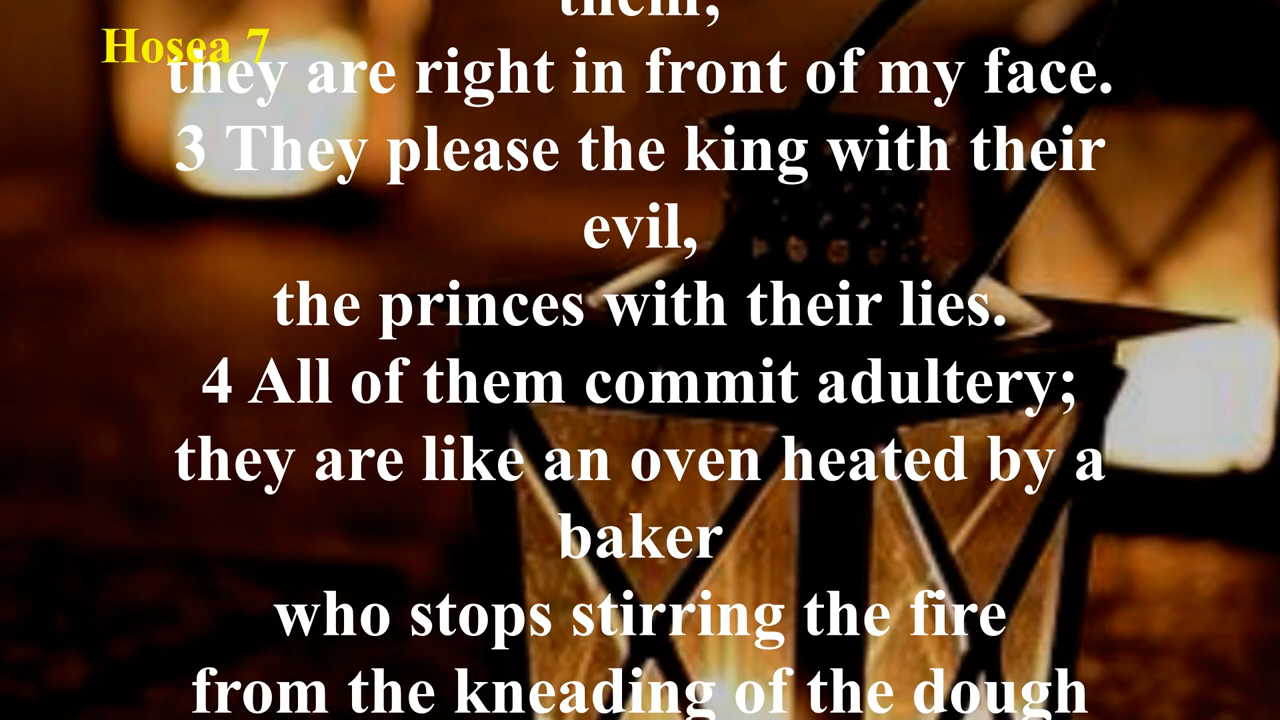 them;
Hosea 7
they are right in front of my face.
3 They please the king with their
evil,
the princes with their lies.
4 All of them commit adultery;
they are like an oven heated by a
baker
who stops stirring the fire
from the kneading of the dough